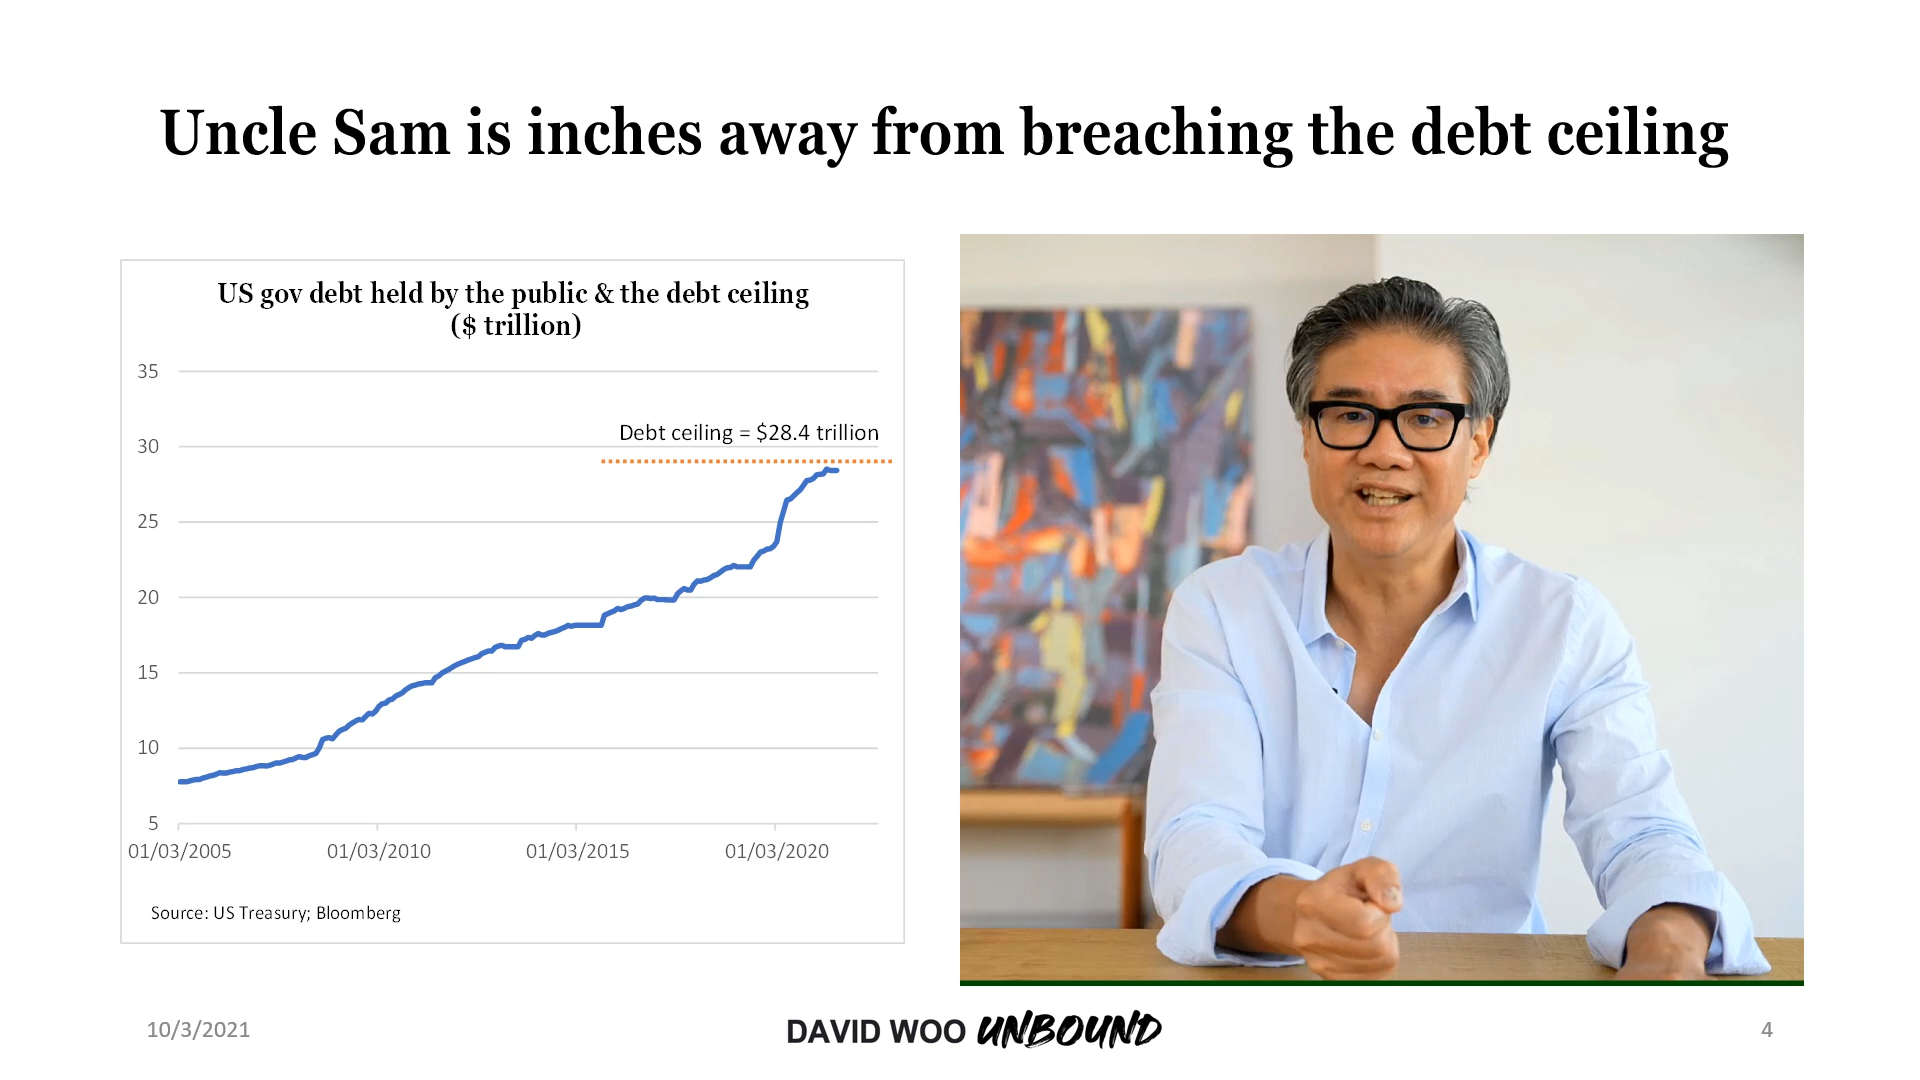 Uncle Sam is inches away from breaching the debt ceiling
US gov debt held by the public & the debt ceiling
($ trillion)
35
Debt ceiling = $28.4 trillion
30
25
20
15
10
5
01/03/2005 01/03/2010 01/03/2015 01/03/2020
Source: US Treasury; Bloomberg
10/3/2021
DAVID WOO UNBOUND
4